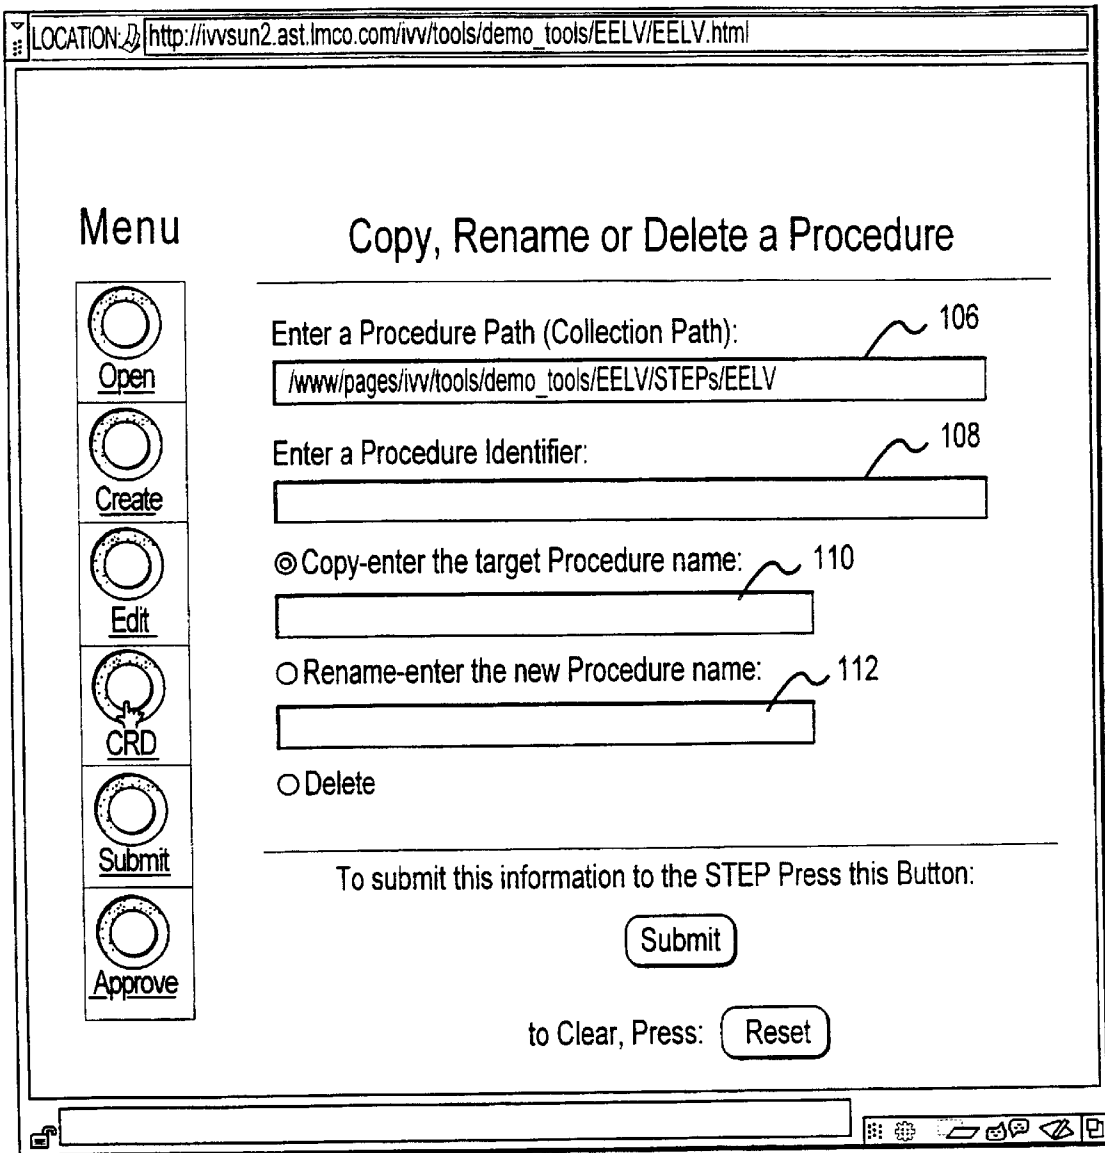 LOCATION: http://ivvsun2.ast.lmco.com/ivv/tools/demo_tools/EELV/EELV.html
Menu
Open
Create
Edit
CRD
Submit
Approve
Copy, Rename or Delete a Procedure
Enter a Procedure Path (Collection Path):
106
/www/pages/ivv/tools/demo_tools/EELV/STEPs/EELV
Enter a Procedure Identifier:
108
Copy-enter the target Procedure name:
110
Rename-enter the new Procedure name:
112
Delete
To submit this information to the STEP Press this Button:
Submit
to Clear, Press: Reset